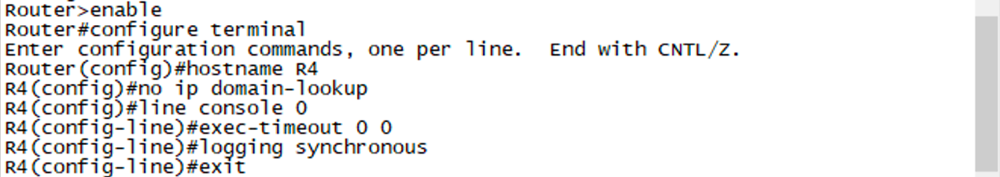 Router>enable
Router#configure terminal
Enter configuration commands, one per line.  End with CNTL/Z.
Router(config)#hostname R4
R4(config)#no ip domain-lookup
R4(config)#line console 0
R4(config-line)#exec-timeout 0 0
R4(config-line)#logging synchronous
R4(config-line)#exit